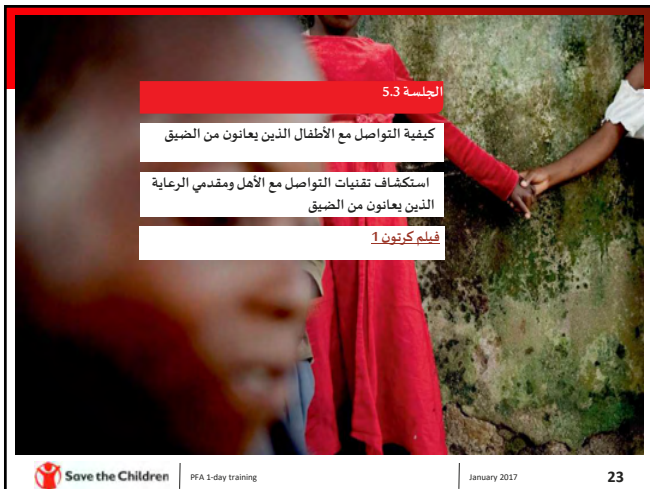 الجلسة 5.3
كيفية التواصل مع الأطفال الذين يعانون من الضيق
استكشاف تقنيات التواصل مع الأهل ومقدمي الرعاية
الذين يعانون من الضيق
فيلم كرتون 1
Save the Children
PFA 1-day training
January 2017
23